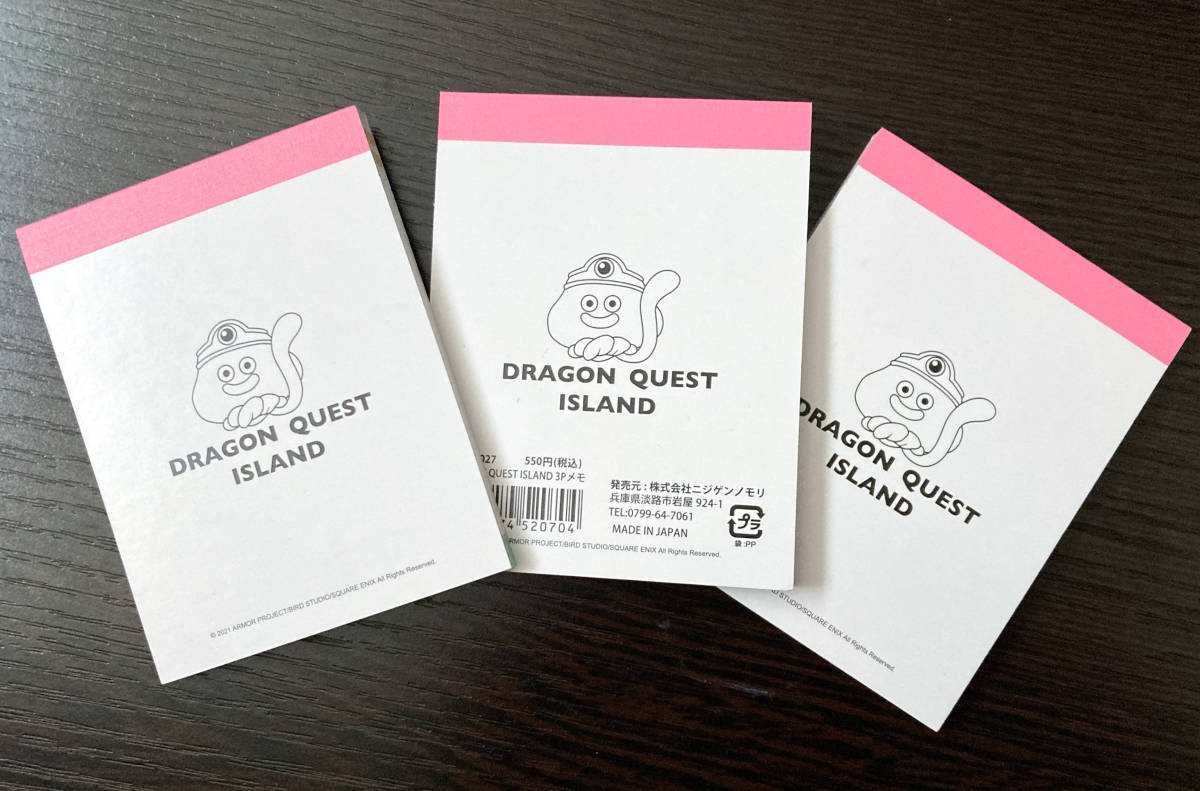 DRAGON QUEST
ISLAND
© 2021 ARMOR PROJECT/BIRD STUDIO/SQUARE ENIX All Rights Reserved.
DRAGON QUEST
ISLAND
027 550円(税込)
QUEST ISLAND 3Pメモ
4 520704
発売元:株式会社ニジゲンノモリ
兵庫県淡路市岩屋 924-1
TEL:0799-64-7061
MADE IN JAPAN
プラ
袋:PP
ARMOR PROJECT/BIRD STUDIO/SQUARE ENIX All Rights Reserved.
DRAGON QUEST
ISLAND
STUDIO/SQUARE ENIX All Rights Reserved.